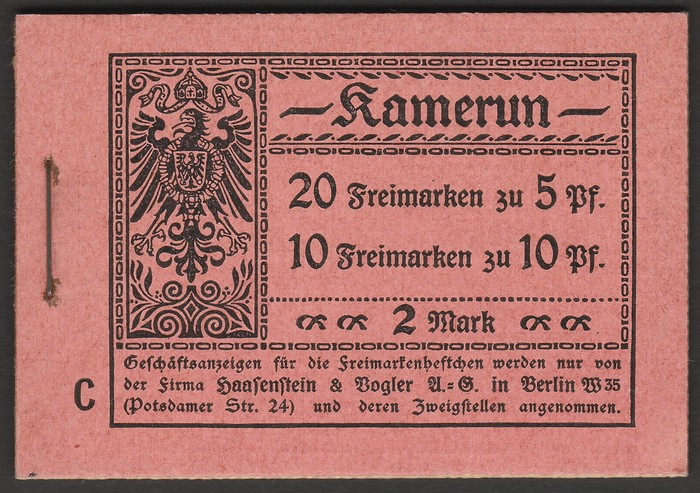 — Kamerun —
20 Freimarken zu 5 Pf.
10 Freimarken zu 10 Pf.
2 Mark
Geschäftsanzeigen für die Freimarkenheftchen werden nur von
der Firma Haasenstein & Vogler A.=G. in Berlin W 35
(Potsdamer Str. 24) und deren Zweigstellen angenommen.
C